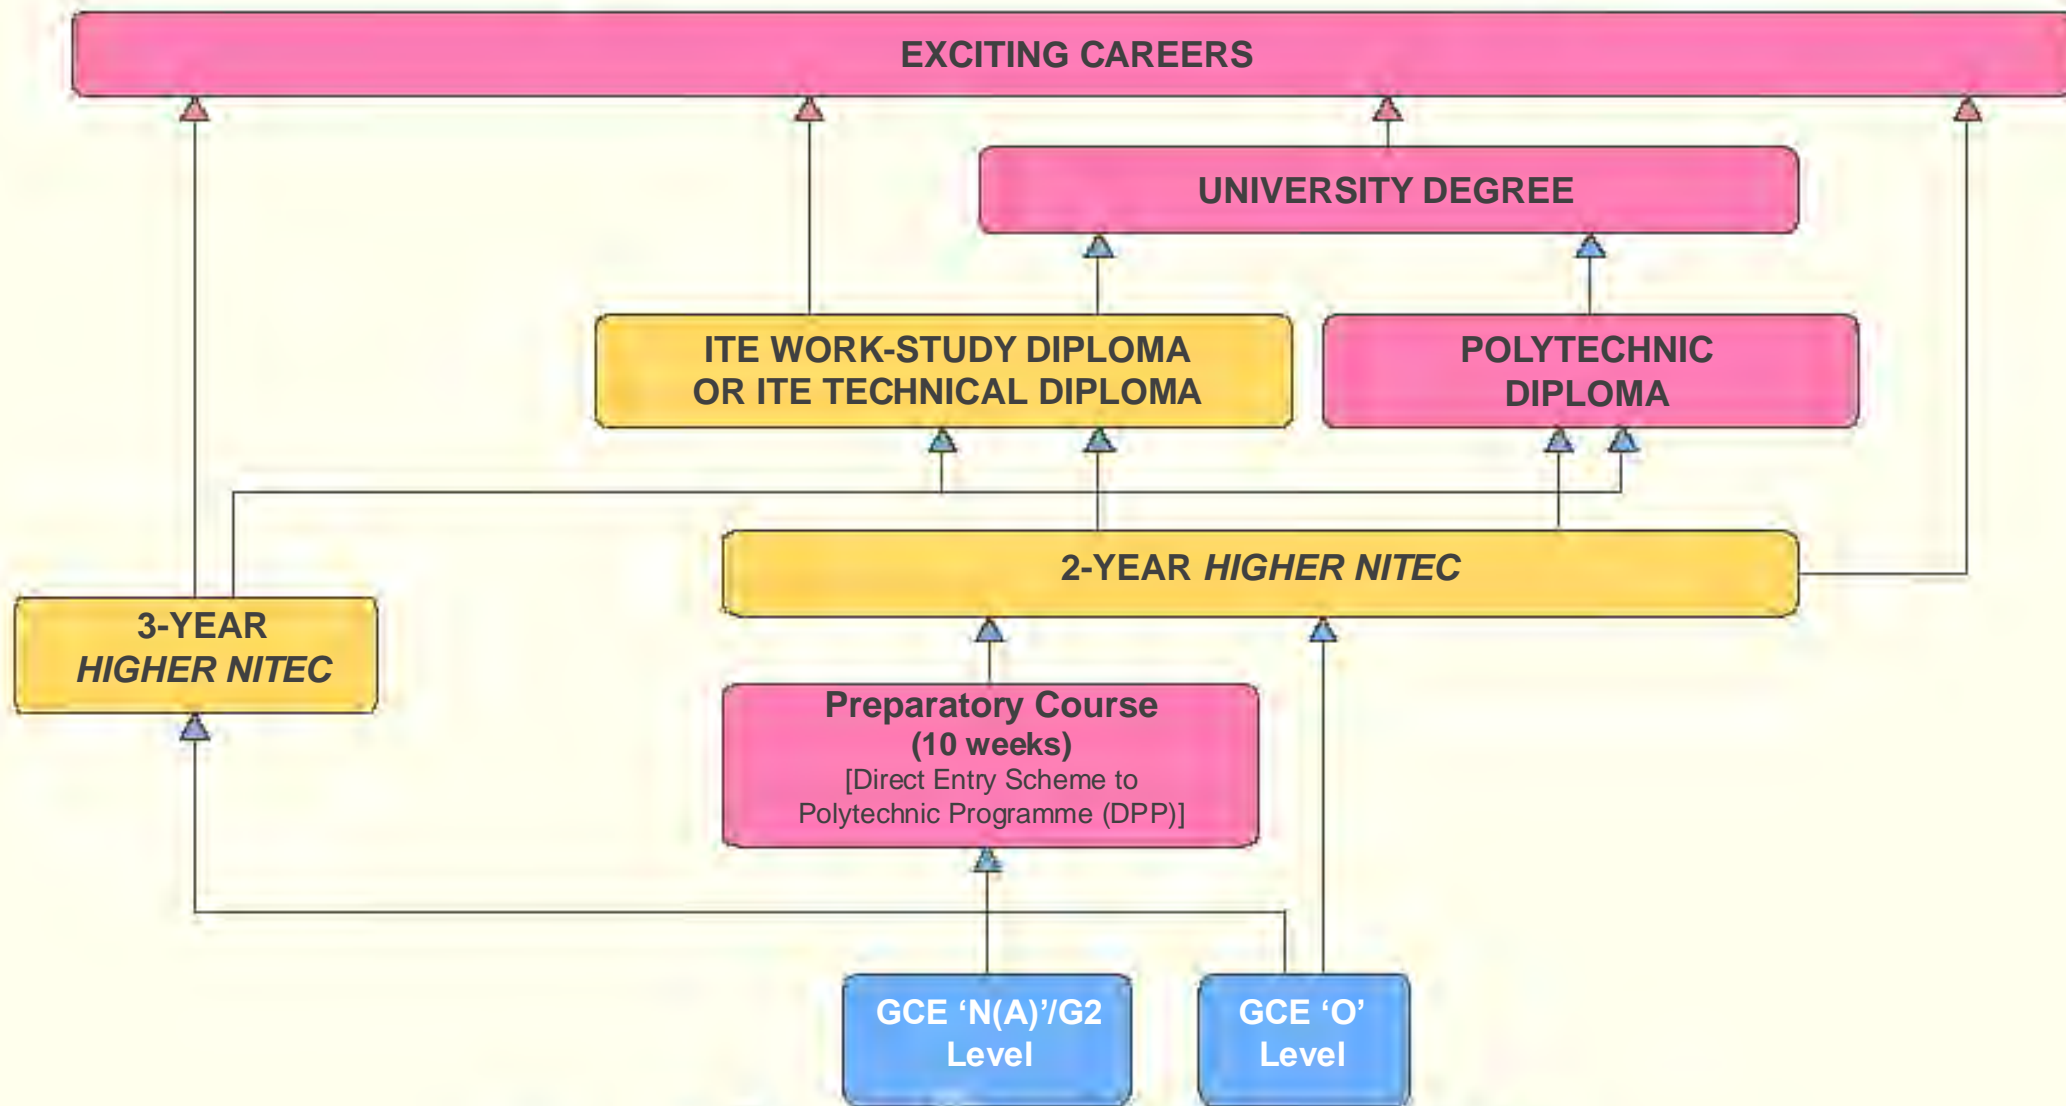 EXCITING CAREERS
UNIVERSITY DEGREE
ITE WORK-STUDY DIPLOMA
OR ITE TECHNICAL DIPLOMA
POLYTECHNIC
DIPLOMA
2-YEAR HIGHER NITEC
3-YEAR
HIGHER NITEC
Preparatory Course
(10 weeks)
[Direct Entry Scheme to
Polytechnic Programme (DPP)]
GCE ‘N(A)’/G2
Level
GCE ‘O’
Level